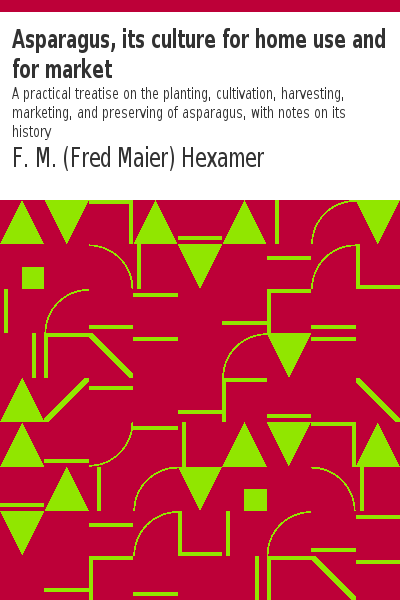 Asparagus, its culture for home use and
for market
A practical treatise on the planting, cultivation, harvesting,
marketing, and preserving of asparagus, with notes on its
history
F. M. (Fred Maier) Hexamer